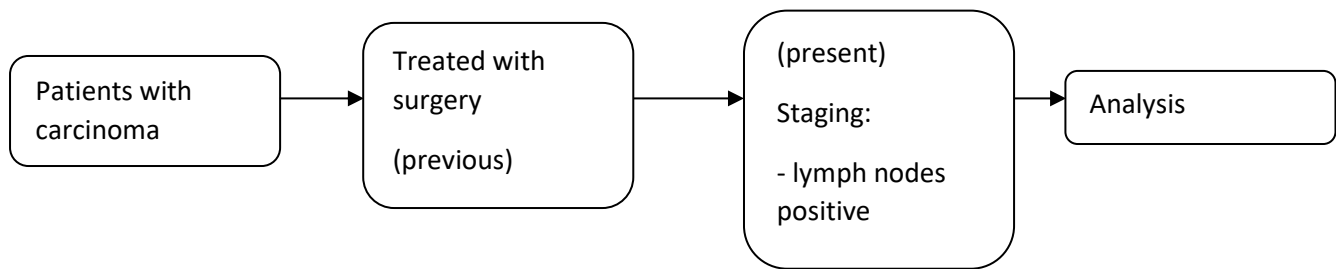 Patients with
carcinoma
Treated with
surgery
(previous)
(present)
Staging:
- lymph nodes
positive
Analysis